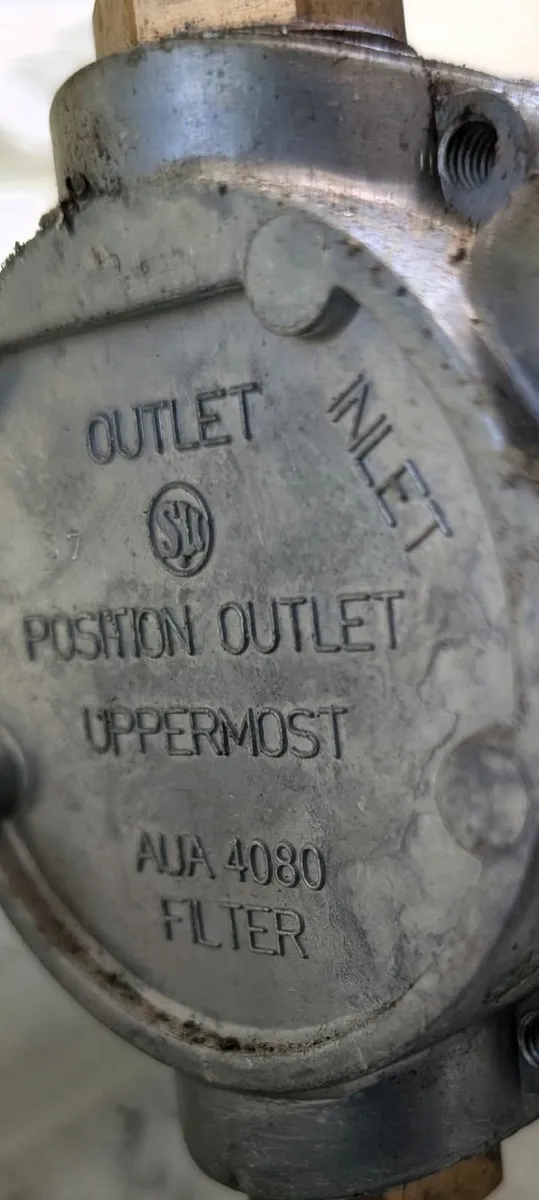 OUTLET
INLET
SU
POSITION OUTLET
UPPERMOST
AUA 4080
FILTER